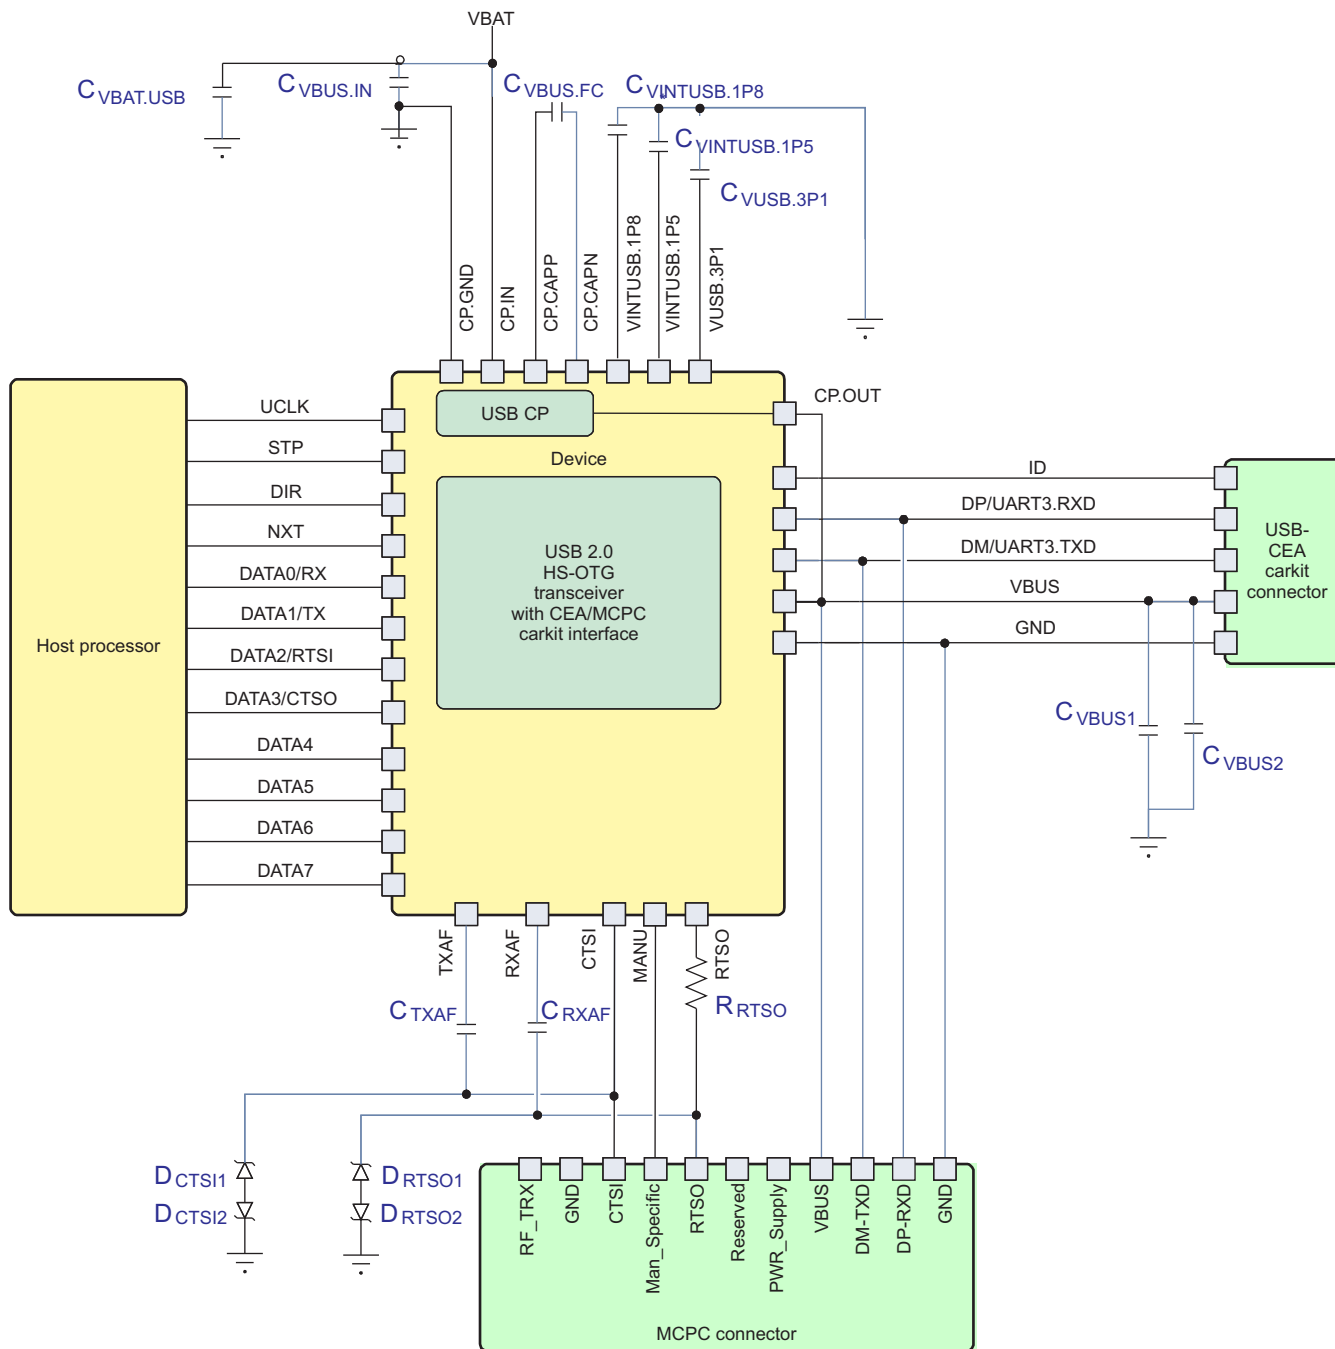 VBAT
CVBAT.USB
CVBUS.IN
CVBUS.FC
CVINTUSB.1P8
CVINTUSB.1P5
CVUSB.3P1
CP.GND
CP.IN
CP.CAPP
CP.CAPN
VINTUSB.1P8
VINTUSB.1P5
VUSB.3P1
Host processor
UCLK
STP
DIR
NXT
DATA0/RX
DATA1/TX
DATA2/RTSI
DATA3/CTSO
DATA4
DATA5
DATA6
DATA7
USB CP
Device
USB 2.0
HS-OTG
transceiver
with CEA/MCPC
carkit interface
CP.OUT
ID
DP/UART3.RXD
DM/UART3.TXD
VBUS
GND
USB-
CEA
carkit
connector
CVBUS1
CVBUS2
TXAF
RXAF
CTSI
MANU
RTSO
CTXAF
CRXAF
RRTSO
DCTSI1
DCTSI2
DRTSO1
DRTSO2
RF_TRX
GND
CTSI
Man_Specific
RTSO
Reserved
PWR_Supply
VBUS
DM-TXD
DP-RXD
GND
MCPC connector